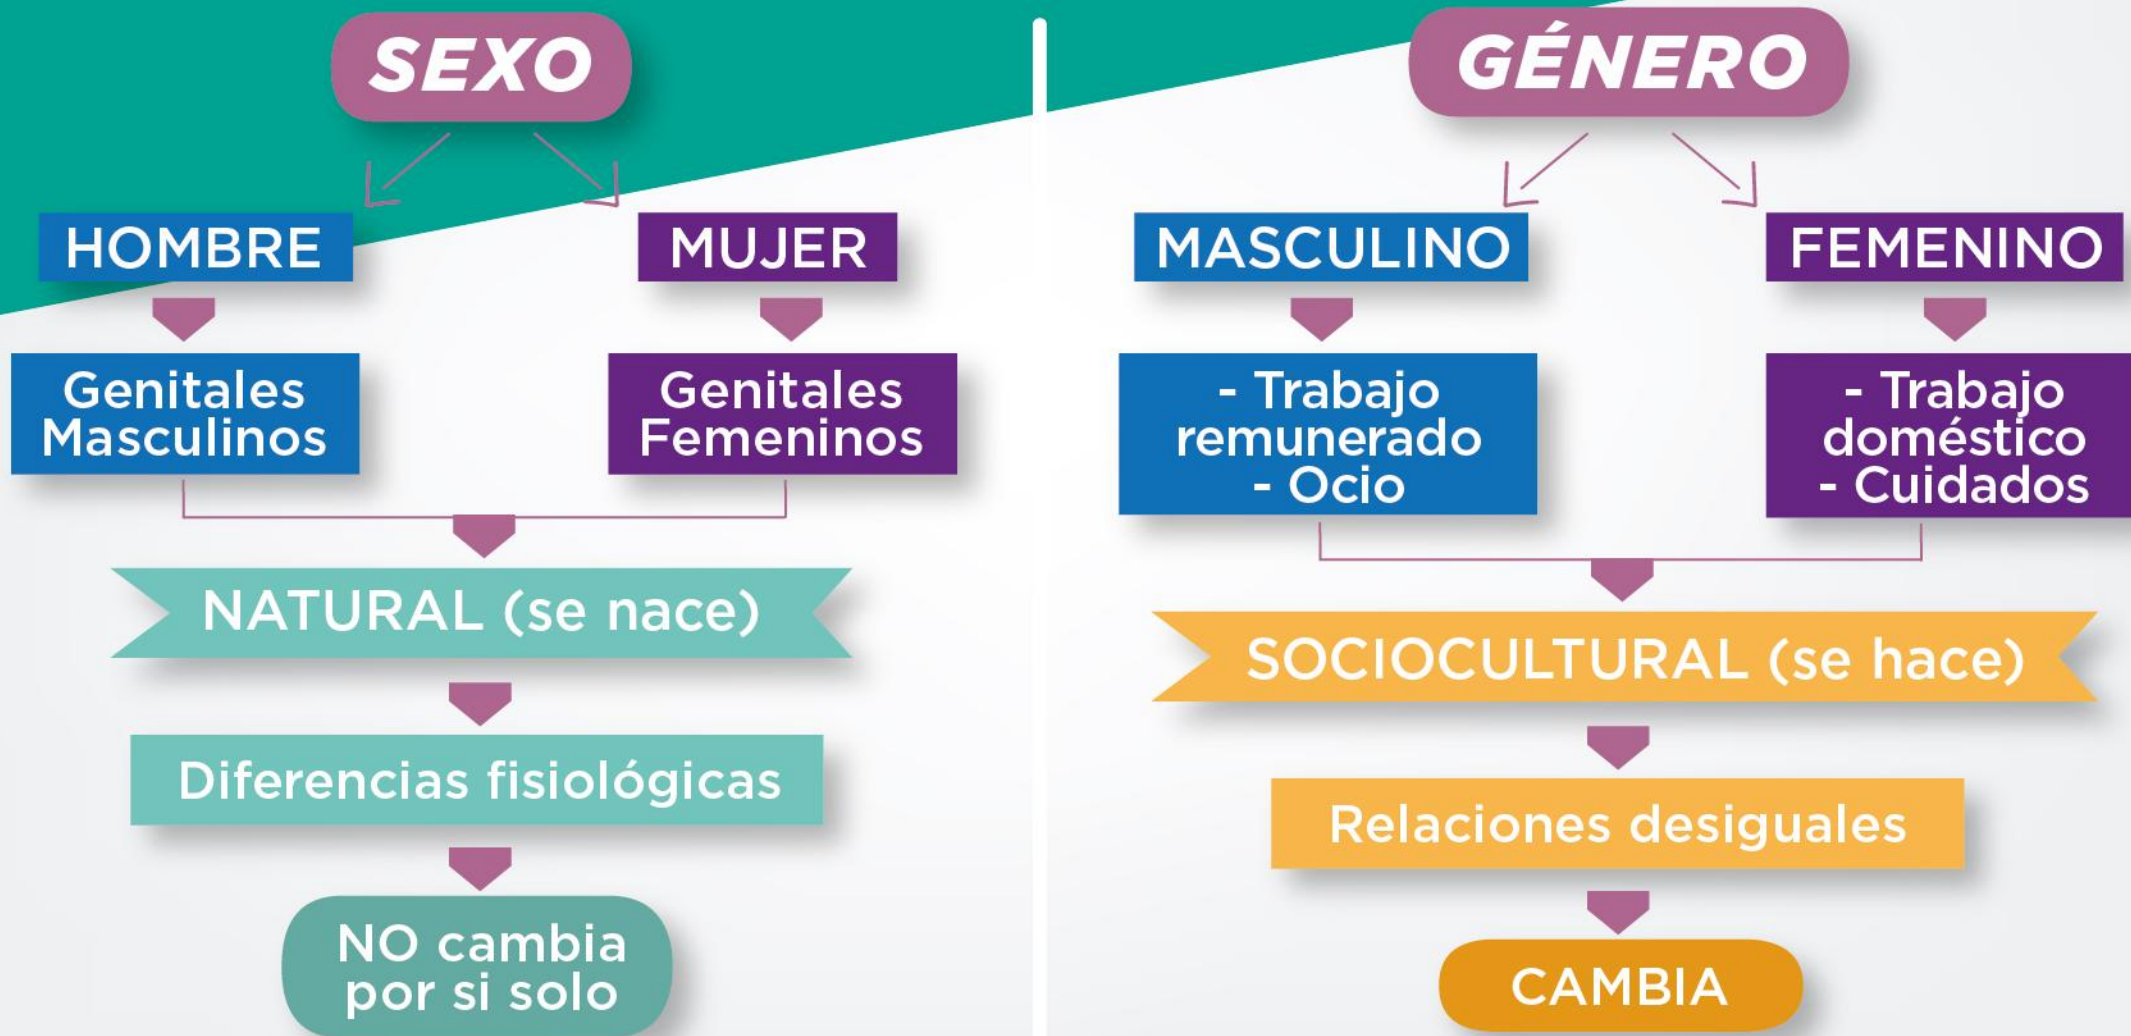 SEXO
HOMBRE
MUJER
Genitales
Masculinos
Genitales
Femeninos
NATURAL (se nace)
Diferencias fisiológicas
NO cambia
por si solo
GÉNERO
MASCULINO
FEMENINO
- Trabajo
remunerado
- Ocio
- Trabajo
doméstico
- Cuidados
SOCIOCULTURAL (se hace)
Relaciones desiguales
CAMBIA